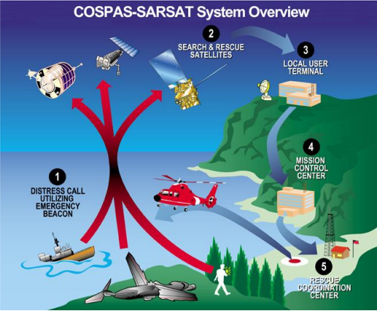 COSPAS-SARSAT System Overview
2
SEARCH & RESCUE
SATELLITES
3
LOCAL USER
TERMINAL
4
MISSION
CONTROL
CENTER
1
DISTRESS CALL
UTILIZING
EMERGENCY
BEACON
5
RESCUE
COORDINATION
CENTER